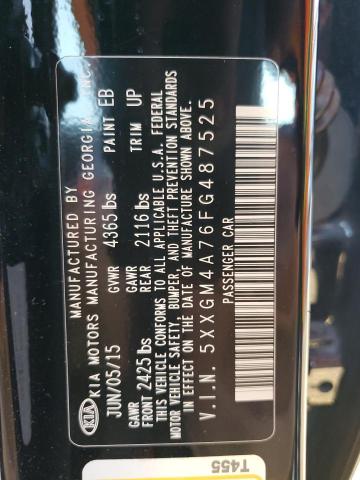 KIA
MANUFACTURED BY
KIA MOTORS MANUFACTURING GEORGIA, INC.
JUN/05/15 GVWR 4365 lbs PAINT EB
GAWR FRONT 2425 lbs GAWR REAR 2116 lbs TRIM UP
THIS VEHICLE CONFORMS TO ALL APPLICABLE U.S.A. FEDERAL
MOTOR VEHICLE SAFETY, BUMPER, AND THEFT PREVENTION STANDARDS
IN EFFECT ON THE DATE OF MANUFACTURE SHOWN ABOVE.
V.I.N. 5XXGM4A76FG487525
PASSENGER CAR
T455